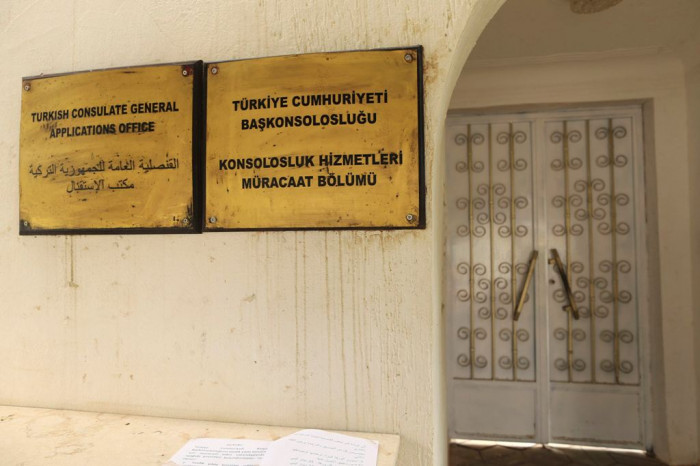 TURKISH CONSULATE GENERAL
APPLICATIONS OFFICE
القنصلية العامة للجمهورية التركية
مكتب الإستقبال
TÜRKİYE CUMHURİYETİ
BAŞKONSOLOSLUĞU
KONSOLOSLUK HİZMETLERİ
MÜRACAAT BÖLÜMÜ